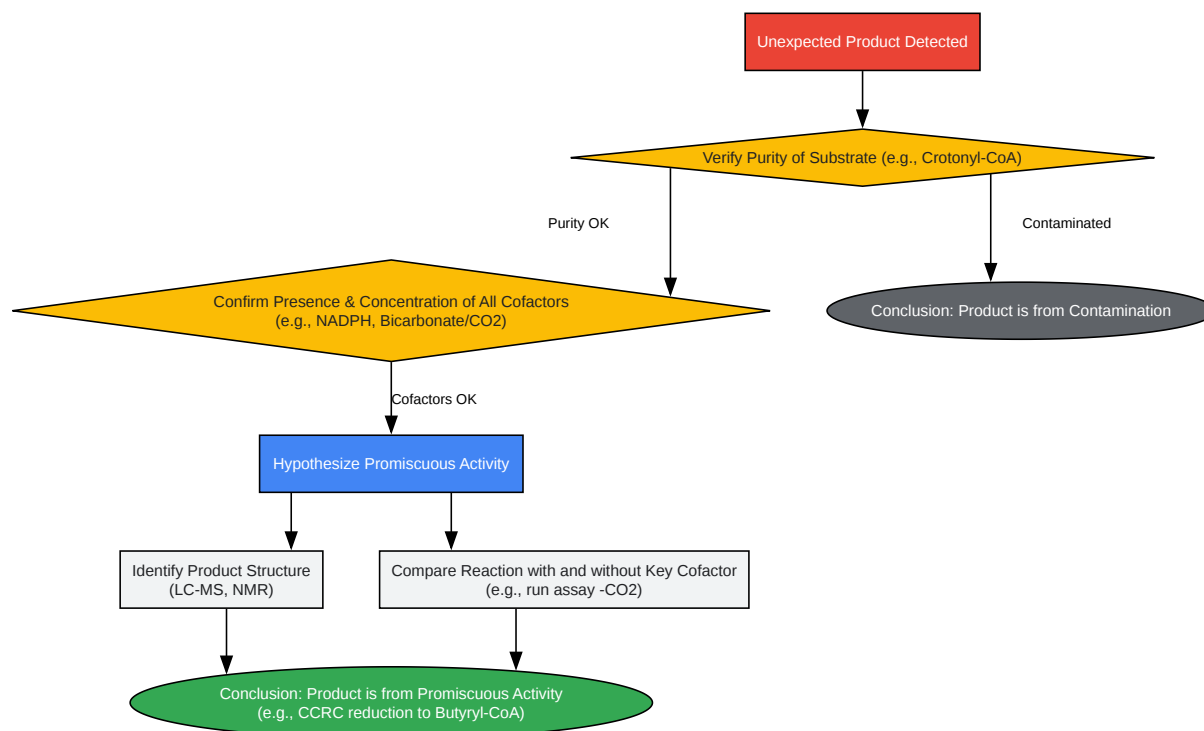 Unexpected Product Detected
Verify Purity of Substrate (e.g., Crotonyl-CoA)
Purity OK
Contaminated
Confirm Presence & Concentration of All Cofactors
(e.g., NADPH, Bicarbonate/CO2)
Conclusion: Product is from Contamination
Cofactors OK
Hypothesize Promiscuous Activity
Identify Product Structure
(LC-MS, NMR)
Compare Reaction with and without Key Cofactor
(e.g., run assay -CO2)
Conclusion: Product is from Promiscuous Activity
(e.g., CCRC reduction to Butyryl-CoA)